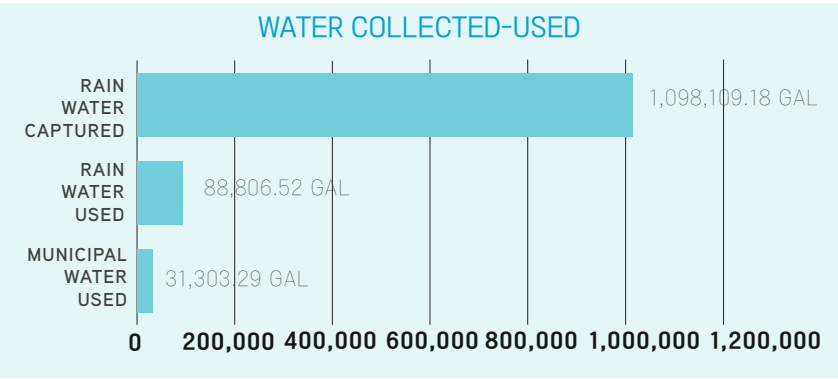 WATER COLLECTED-USED
RAIN
WATER
CAPTURED
1,098,109.18 GAL
RAIN
WATER
USED
88,806.52 GAL
MUNICIPAL
WATER
USED
31,303.29 GAL
0 200,000 400,000 600,000 800,000 1,000,000 1,200,000